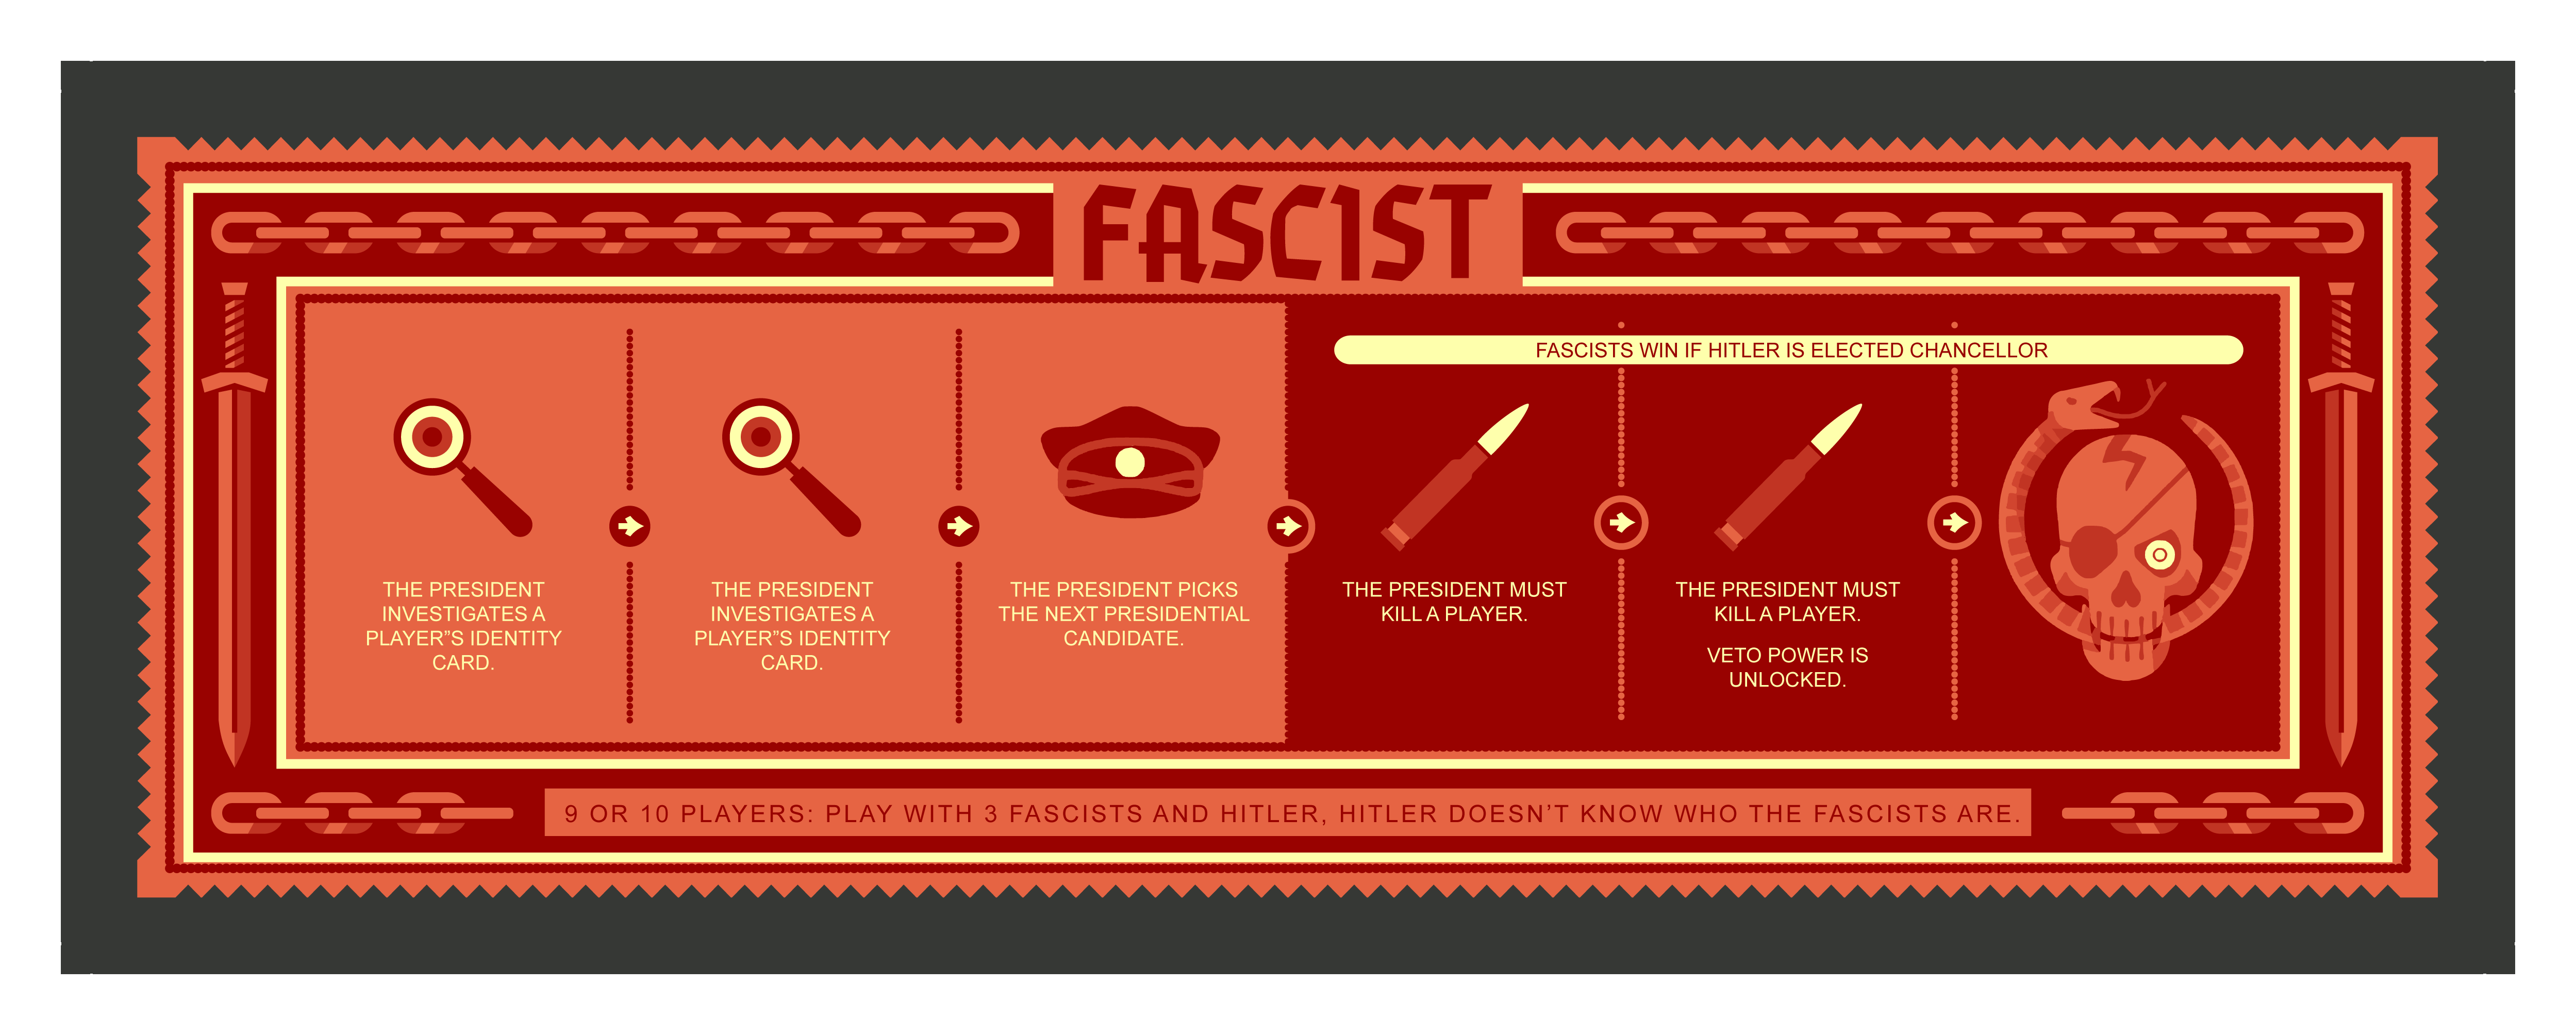 FASCIST
FASCISTS WIN IF HITLER IS ELECTED CHANCELLOR
THE PRESIDENT
INVESTIGATES A
PLAYER”S IDENTITY
CARD.
THE PRESIDENT
INVESTIGATES A
PLAYER”S IDENTITY
CARD.
THE PRESIDENT PICKS
THE NEXT PRESIDENTIAL
CANDIDATE.
THE PRESIDENT MUST
KILL A PLAYER.
THE PRESIDENT MUST
KILL A PLAYER.
VETO POWER IS
UNLOCKED.
9 OR 10 PLAYERS: PLAY WITH 3 FASCISTS AND HITLER, HITLER DOESN’T KNOW WHO THE FASCISTS ARE.